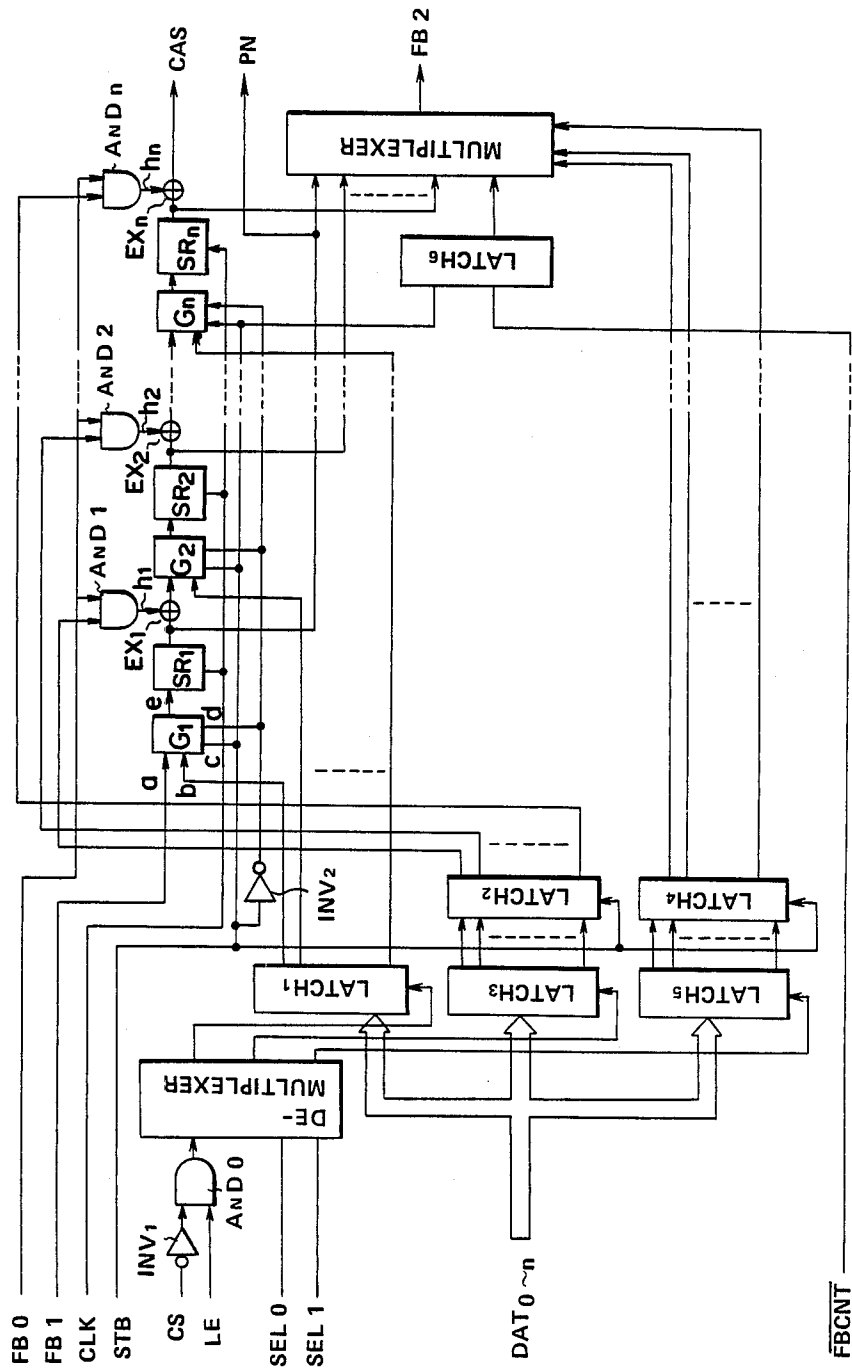 FB 0
FB 1
CLK
STB
CS
LE
SEL 0
SEL 1
DAT0 ~n
FBCNT
INV1
AND 0
DE-
MULTIPLEXER
LATCH1
LATCH3
LATCH5
LATCH2
LATCH4
INV2
a
b
c
d
e
G1
SR1
EX1
h1
AND 1
G2
SR2
EX2
h2
AND 2
Gn
SRn
EXn
hn
AND n
LATCH6
MULTIPLEXER
CAS
PN
FB 2